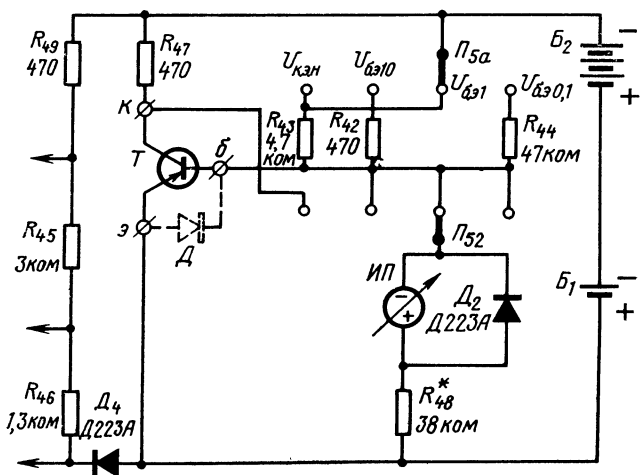 R49
470
R47
470
Uкэн
Uбэ10
П5а
Uбэ1
Uбэ0,1
Б2
−
+
К
R43
4,7
ком
R42
470
R44
47ком
Т
б
э
Д
R45
3ком
П52
ИП
−
+
Д2
Д223А
Б1
−
+
R46
1,3ком
Д4
Д223А
R48*
38 ком